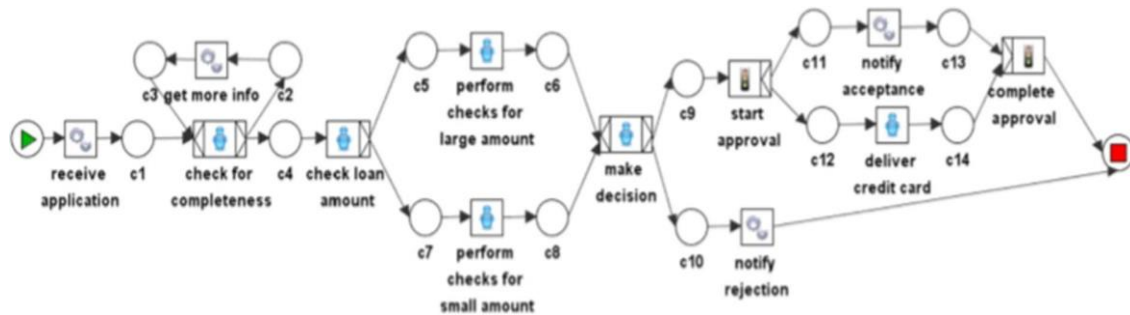 c3 get more info c2
receive
application
c1
check for
completeness
c4
check loan
amount
c5
perform
checks for
large amount
c6
c7
perform
checks for
small amount
c8
make
decision
c9
start
approval
c11
notify
acceptance
c13
c12
deliver
credit card
c14
complete
approval
c10
notify
rejection